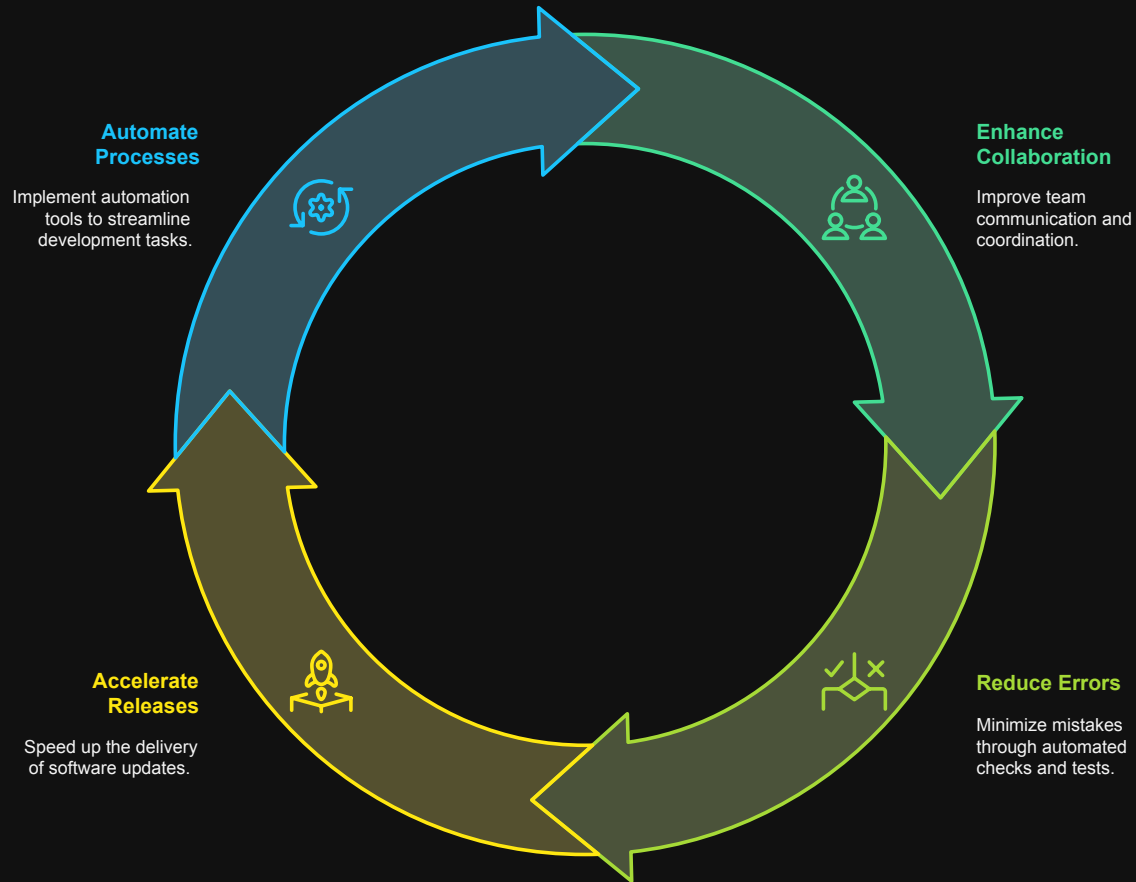 Automate
Processes
Implement automation
tools to streamline
development tasks.
Enhance
Collaboration
Improve team
communication and
coordination.
Reduce Errors
Minimize mistakes
through automated
checks and tests.
Accelerate
Releases
Speed up the delivery
of software updates.